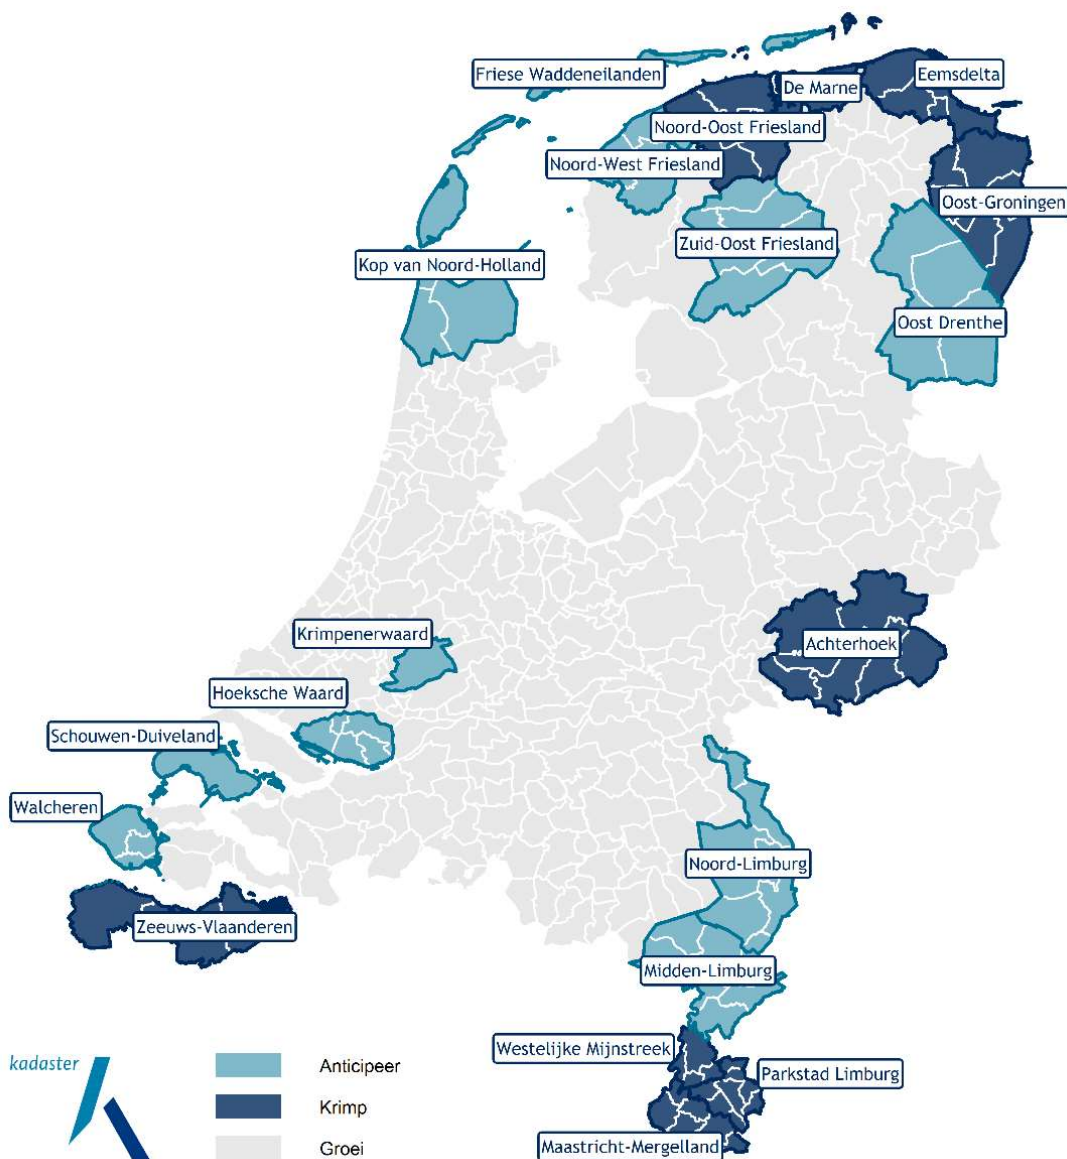 Friese Waddeneilanden
Eemsdelta
De Marne
Noord-Oost Friesland
Noord-West Friesland
Oost-Groningen
Zuid-Oost Friesland
Kop van Noord-Holland
Oost Drenthe
Krimpenerwaard
Achterhoek
Hoeksche Waard
Schouwen-Duiveland
Walcheren
Noord-Limburg
Zeeuws-Vlaanderen
Midden-Limburg
Westelijke Mijnstreek
Parkstad Limburg
Maastricht-Mergelland
kadaster
Anticipeer
Krimp
Groei